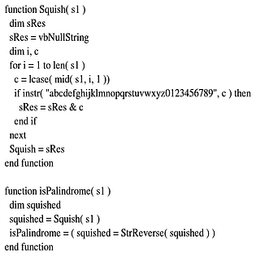 function Squish( s1 )
  dim sRes
  sRes = vbNullString
  dim i, c
  for i = 1 to len( s1 )
    c = lcase( mid( s1, i, 1 ))
    if instr( "abcdefghijklmnopqrstuvwxyz0123456789", c ) then
      sRes = sRes & c
    end if
  next
  Squish = sRes
end function

function isPalindrome( s1 )
  dim squished
  squished = Squish( s1 )
  isPalindrome = ( squished = StrReverse( squished ) )
end function